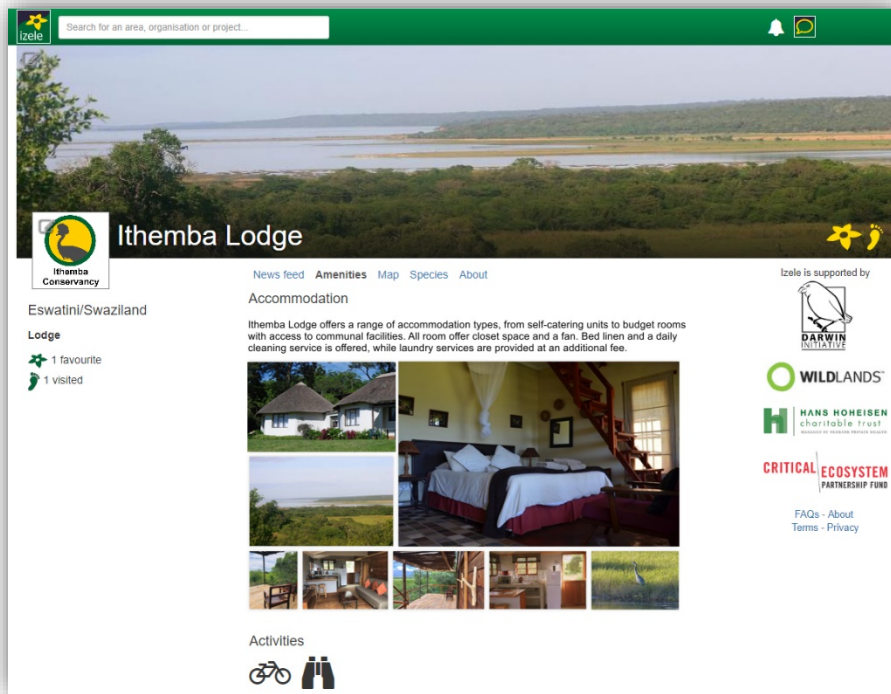 izele
Search for an area, organisation or project...
Ithemba Lodge
Ithemba
Conservancy
Eswatini/Swaziland
Lodge
1 favourite
1 visited
News feed Amenities Map Species About
Accommodation
Ithemba Lodge offers a range of accommodation types, from self-catering units to budget rooms
with access to communal facilities. All room offer closet space and a fan. Bed linen and a daily
cleaning service is offered, while laundry services are provided at an additional fee.
Activities
Izele is supported by
DARWIN
INITIATIVE
WILDLANDS™
HANS HOHEISEN
charitable trust
CRITICAL ECOSYSTEM
PARTNERSHIP FUND
FAQs - About
Terms - Privacy